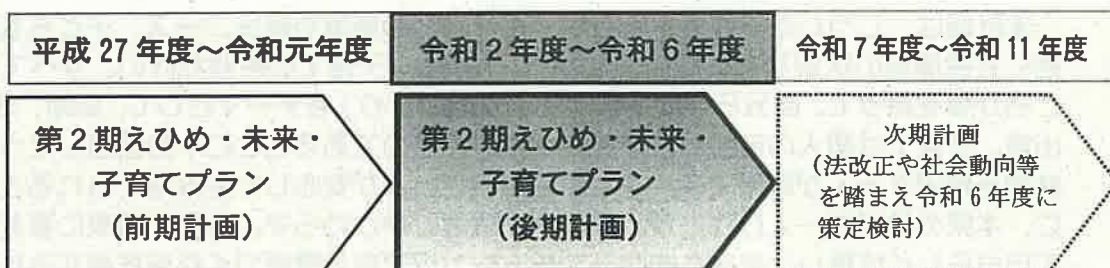 平成27年度～令和元年度
令和2年度～令和6年度
令和7年度～令和11年度
第2期えひめ・未来・
子育てプラン
(前期計画)
第2期えひめ・未来・
子育てプラン
(後期計画)
次期計画
(法改正や社会動向等
を踏まえ令和6年度に
策定検討)